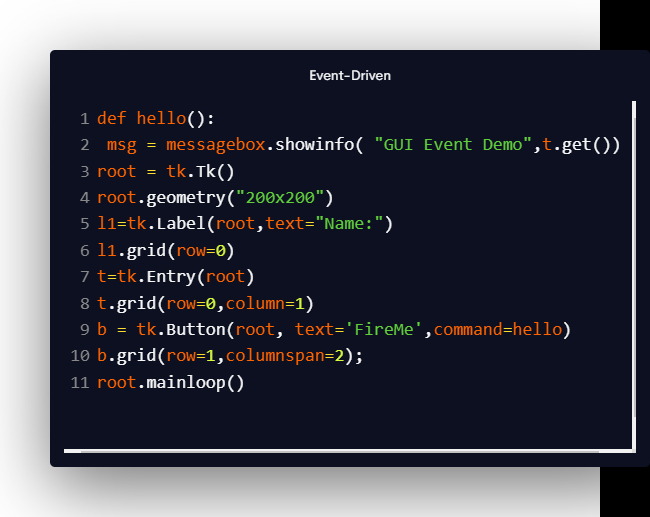 Event-Driven
1 def hello():
2  msg = messagebox.showinfo( "GUI Event Demo",t.get())
3 root = tk.Tk()
4 root.geometry("200x200")
5 l1=tk.Label(root,text="Name:")
6 l1.grid(row=0)
7 t=tk.Entry(root)
8 t.grid(row=0,column=1)
9 b = tk.Button(root, text='FireMe',command=hello)
10 b.grid(row=1,columnspan=2);
11 root.mainloop()